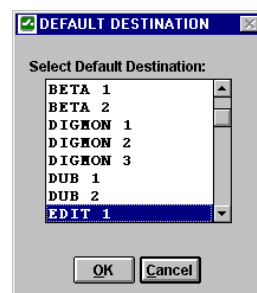 DEFAULT DESTINATION
Select Default Destination:
BETA 1
BETA 2
DIGMON 1
DIGMON 2
DIGMON 3
DUB 1
DUB 2
EDIT 1
OK Cancel